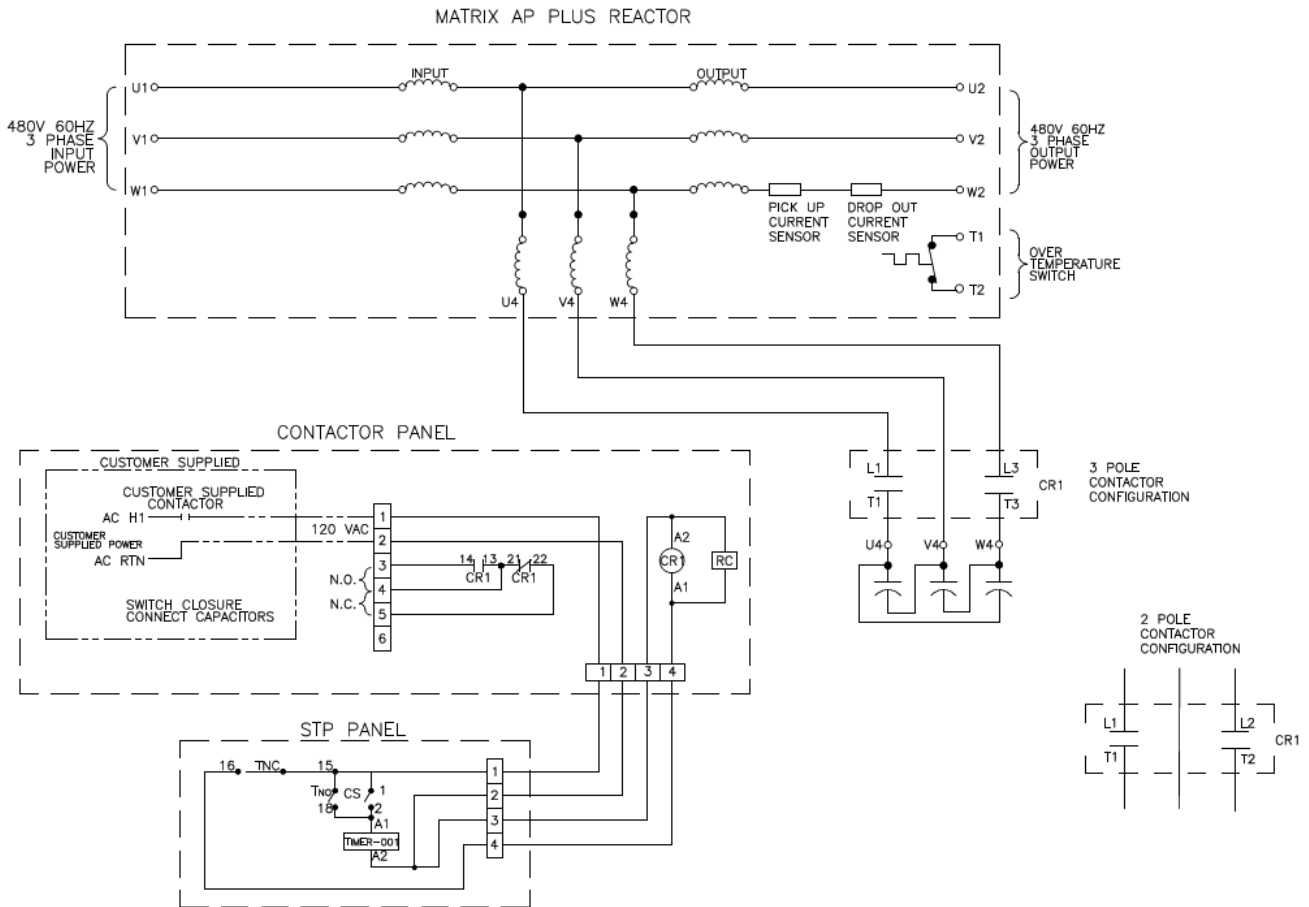 MATRIX AP PLUS REACTOR
INPUT
OUTPUT
U1
U2
480V 60HZ
3 PHASE
INPUT
POWER
V1
V2
480V 60HZ
3 PHASE
OUTPUT
POWER
W1
W2
PICK UP
CURRENT
SENSOR
DROP OUT
CURRENT
SENSOR
T1
OVER
TEMPERATURE
SWITCH
T2
U4
V4
W4
CONTACTOR PANEL
CUSTOMER SUPPLIED
CUSTOMER SUPPLIED
CONTACTOR
AC H1
CUSTOMER
SUPPLIED POWER
AC RTN
120 VAC
SWITCH CLOSURE
CONNECT CAPACITORS
N.O.
N.C.
1
2
3
4
5
6
14 13 21 22
CR1 CR1
A2
CR1
A1
RC
1 2 3 4
L1
L3
T1
T3
CR1
3 POLE
CONTACTOR
CONFIGURATION
U4
V4
W4
2 POLE
CONTACTOR
CONFIGURATION
L1
L2
T1
T2
CR1
STP PANEL
16 TNC 15
TNO CS 1
18 2
A1
TIMER-001
A2
1
2
3
4